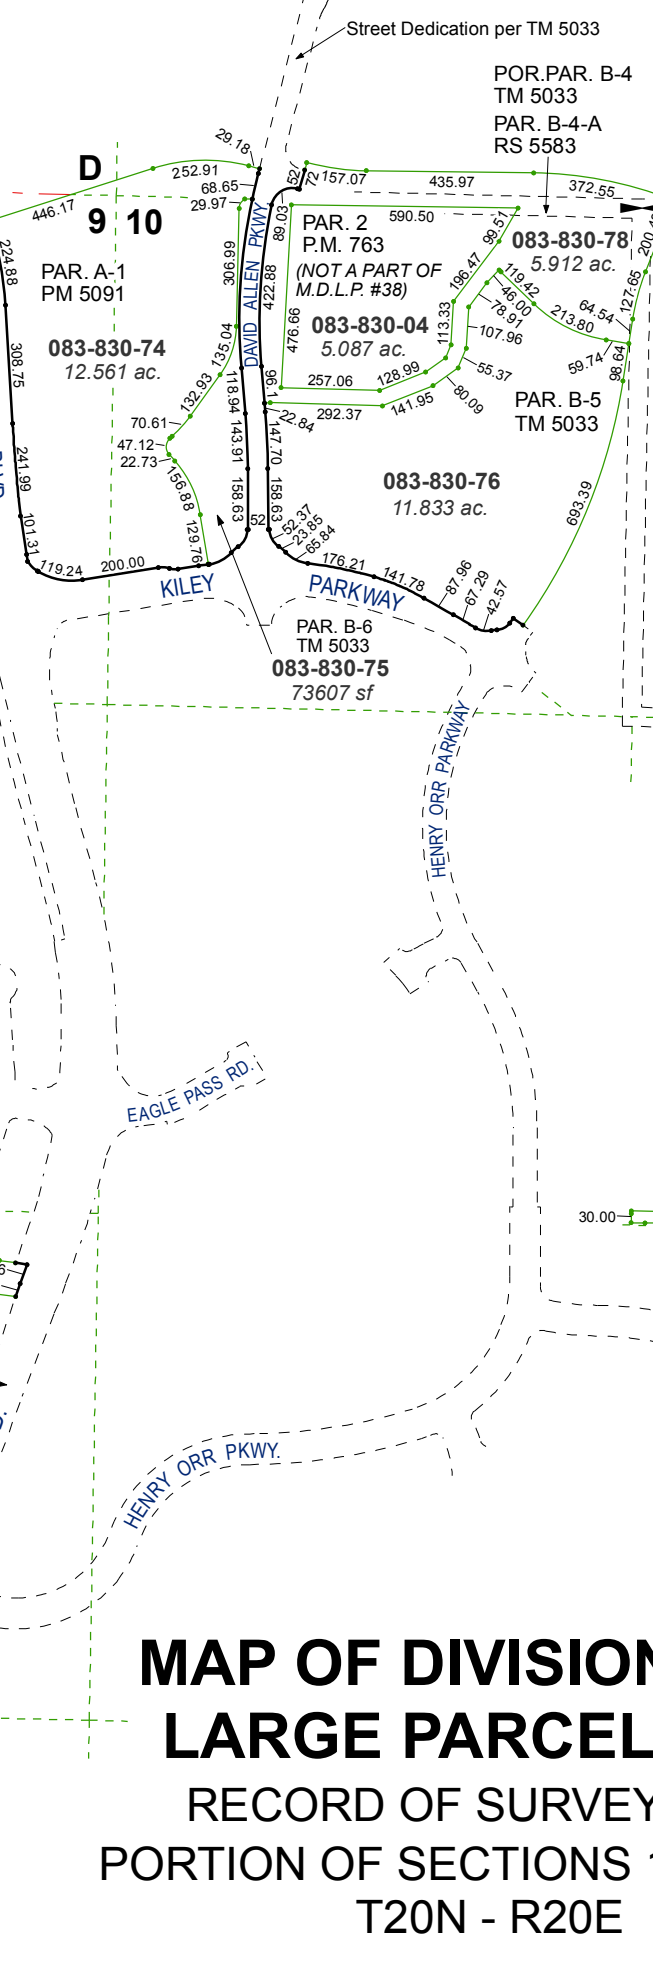 Street Dedication per TM 5033
POR.PAR. B-4
TM 5033
PAR. B-4-A
RS 5583
29.18
D
252.91
68.65
29.97
52
72
157.07
435.97
372.55
446.17
9 10
224.88
PAR. A-1
PM 5091
306.99
DAVID ALLEN PKWY
89.03
PAR. 2
P.M. 763
(NOT A PART OF
M.D.L.P. #38)
590.50
99.51
083-830-78
5.912 ac.
196.47
119.42
46.00
78.91
213.80
64.54
127.65
422.88
476.66
083-830-04
5.087 ac.
113.33
107.96
083-830-74
12.561 ac.
308.75
135.04
59.74
98.64
55.37
132.93
118.94
96.1
257.06
128.99
80.09
PAR. B-5
TM 5033
292.37
141.95
22.84
70.61
47.12
22.73
241.99
143.91
147.70
083-830-76
11.833 ac.
156.88
158.63
158.63
693.39
101.31
129.76
52
52.37
23.85
65.84
119.24
200.00
176.21
141.78
87.96
67.29
42.57
KILEY
PARKWAY
PAR. B-6
TM 5033
083-830-75
73607 sf
HENRY ORR PARKWAY
EAGLE PASS RD.
30.00
HENRY ORR PKWY.
MAP OF DIVISION
LARGE PARCEL
RECORD OF SURVEY
PORTION OF SECTIONS 1
T20N - R20E